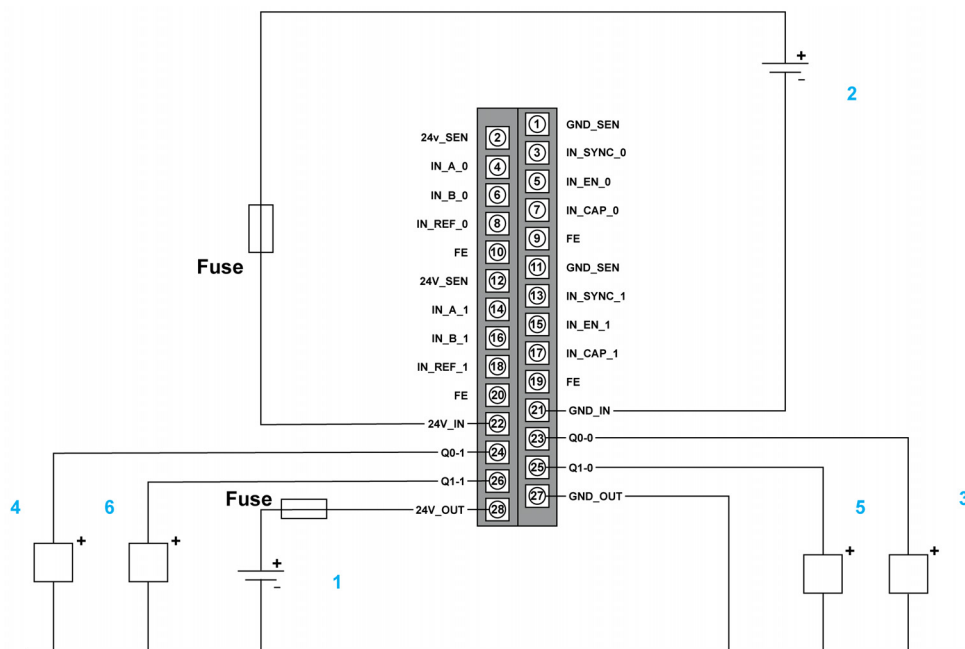 +
2
-
1 GND_SEN
24v_SEN 2
3 IN_SYNC_0
IN_A_0 4
5 IN_EN_0
IN_B_0 6
7 IN_CAP_0
IN_REF_0 8
9 FE
FE 10
Fuse
11 GND_SEN
24V_SEN 12
13 IN_SYNC_1
IN_A_1 14
15 IN_EN_1
IN_B_1 16
17 IN_CAP_1
IN_REF_1 18
19 FE
FE 20
21 GND_IN
24V_IN 22
23 Q0-0
Q0-1 24
25 Q1-0
Q1-1 26
27 GND_OUT
Fuse
24V_OUT 28
4
6
5
3
+
+
+
-
1
+
+